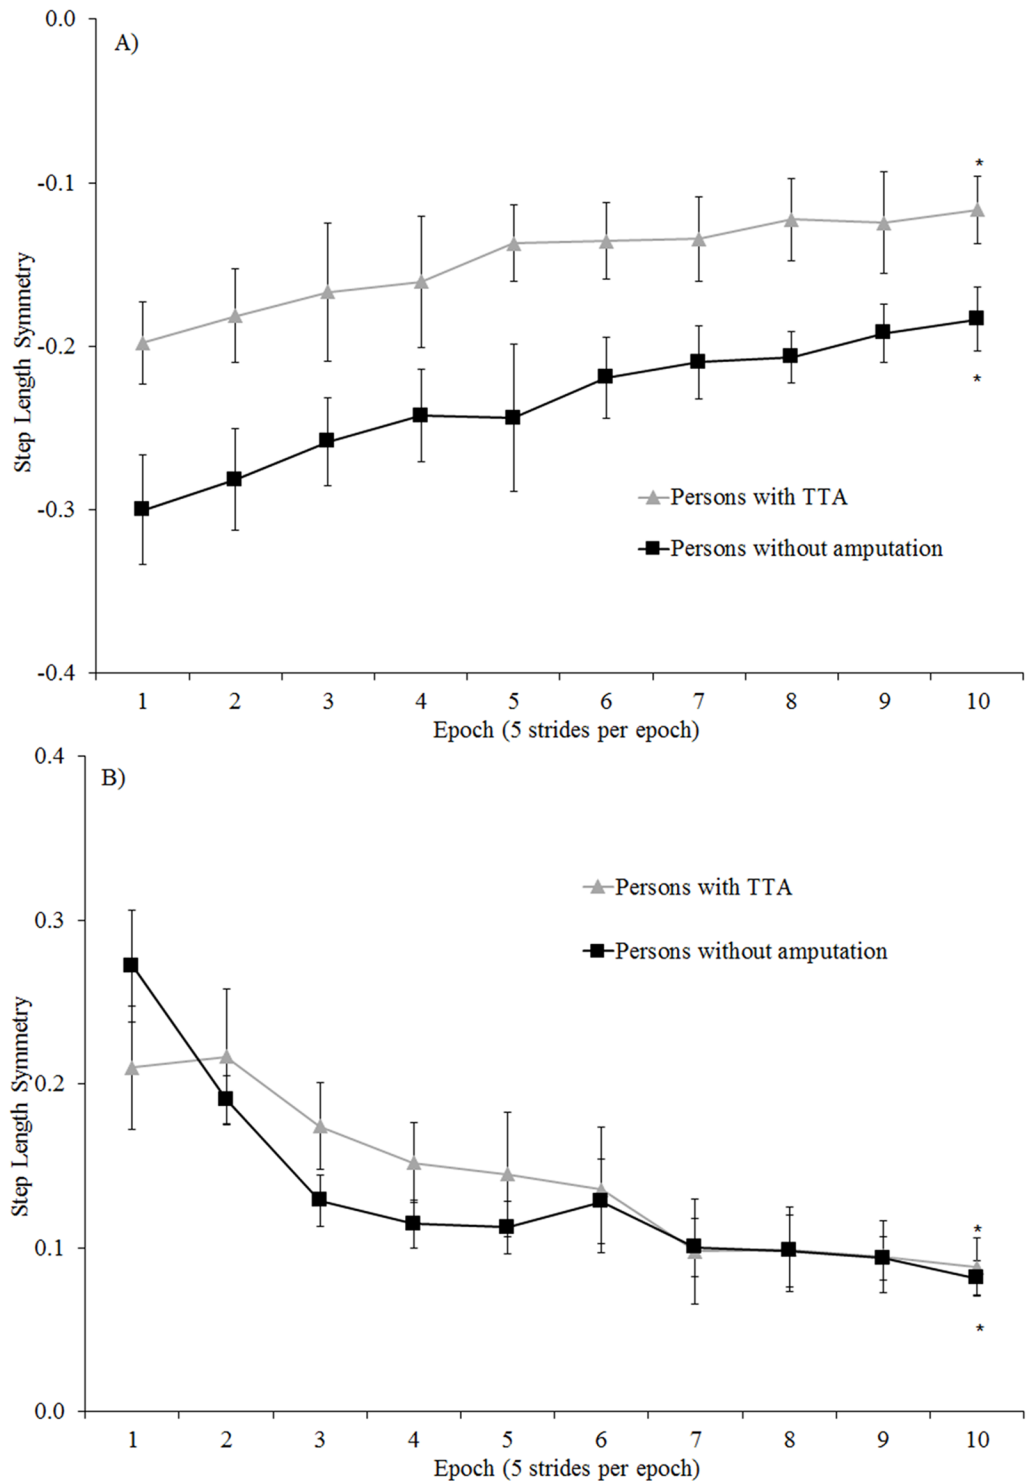 0.0
A)
*
-0.1
-0.2
*
-0.3
-0.4
Step Length Symmetry
Persons with TTA
Persons without amputation
1 2 3 4 5 6 7 8 9 10
Epoch (5 strides per epoch)
0.4
B)
Persons with TTA
0.3
Persons without amputation
Step Length Symmetry
0.2
*
0.1
*
0.0
1 2 3 4 5 6 7 8 9 10
Epoch (5 strides per epoch)